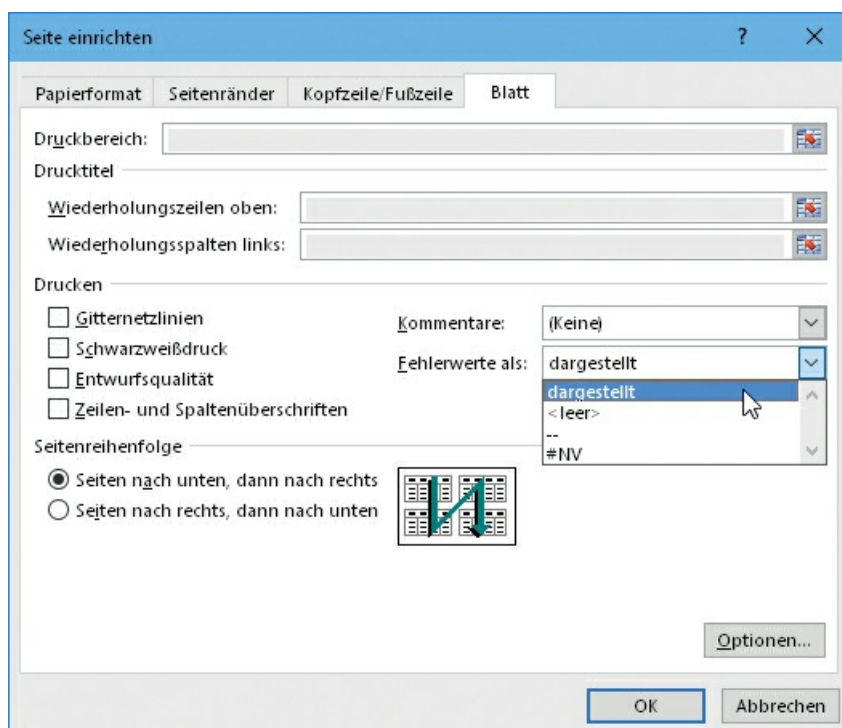 Seite einrichten ?
Papierformat Seitenränder Kopfzeile/Fußzeile Blatt
Druckbereich:
Drucktitel
Wiederholungszeilen oben:
Wiederholungsspalten links:
Drucken
Gitternetzlinien
Schwarzweißdruck
Entwurfsqualität
Zeilen- und Spaltenüberschriften
Kommentare: (Keine)
Fehlerwerte als: dargestellt
dargestellt
<leer>
--
#NV
Seitenreihenfolge
Seiten nach unten, dann nach rechts
Seiten nach rechts, dann nach unten
Optionen...
OK Abbrechen